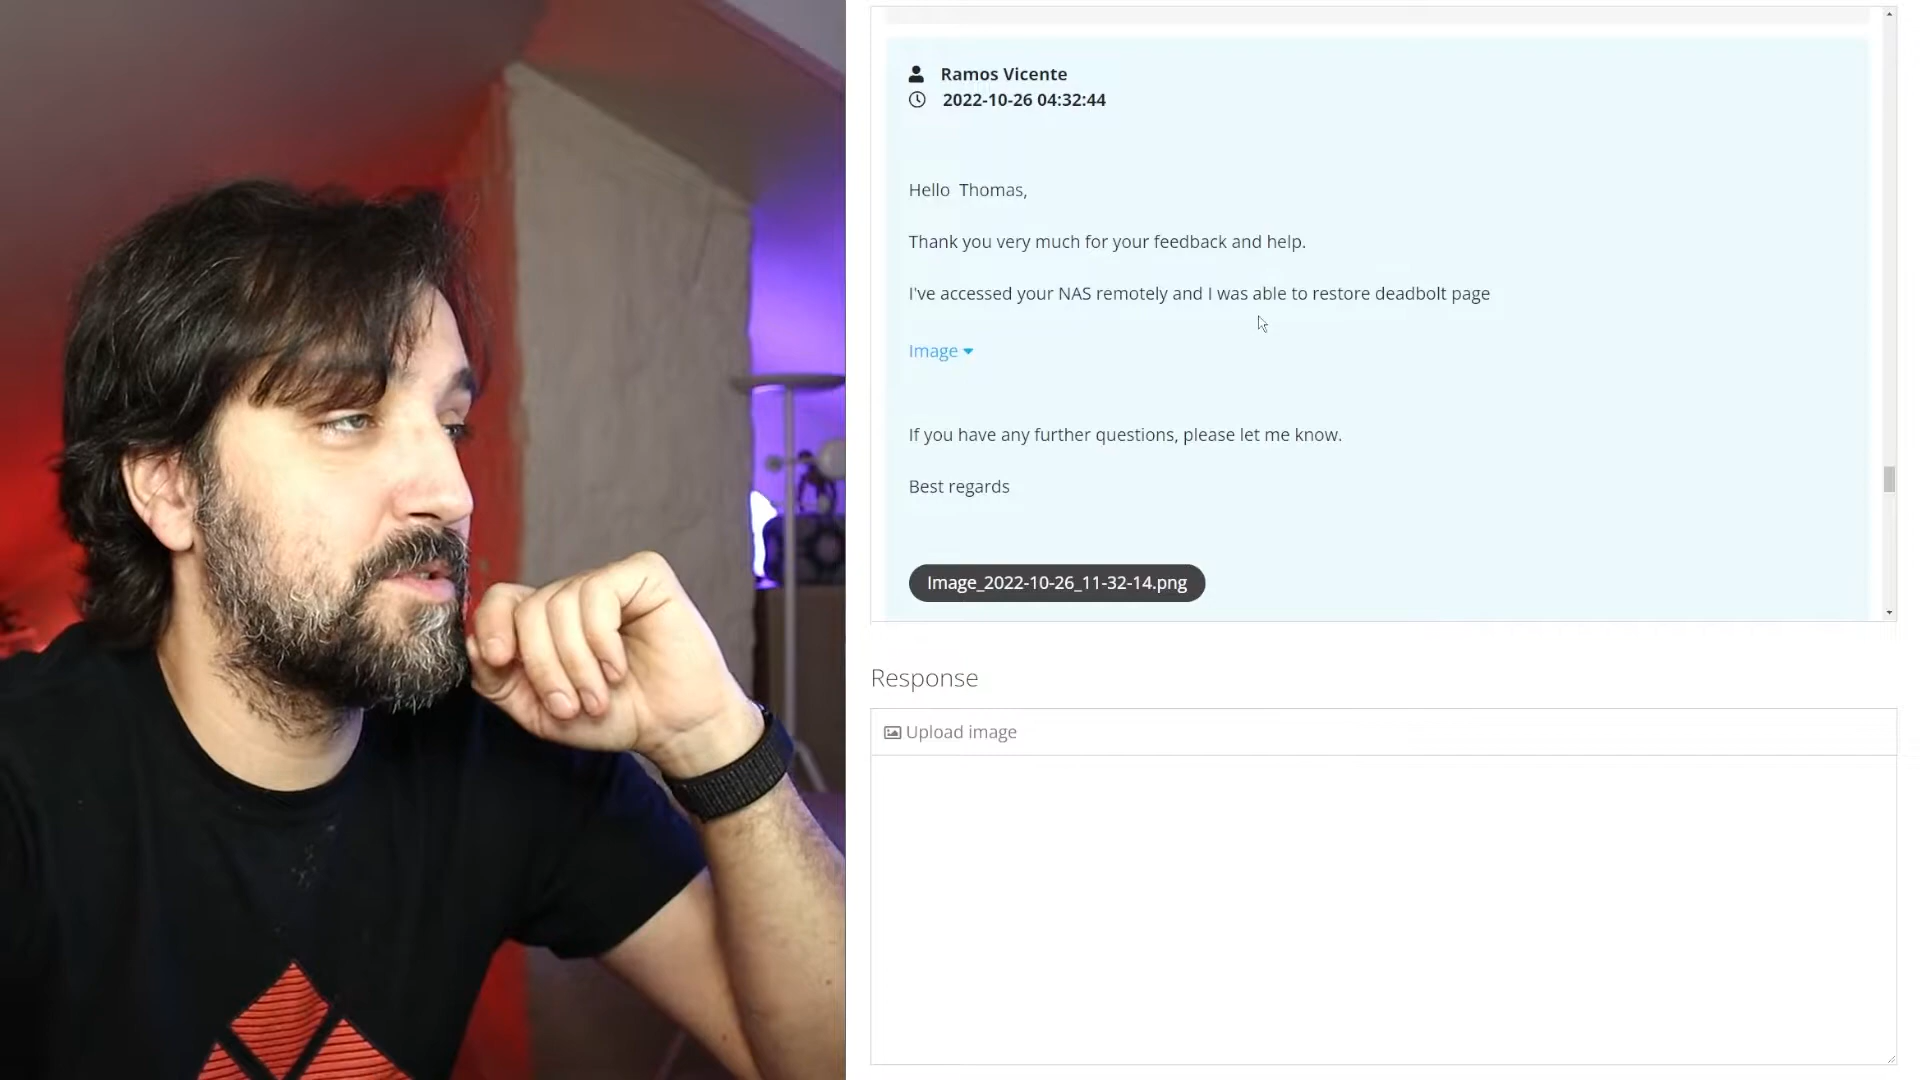 Ramos Vicente
2022-10-26 04:32:44
Hello  Thomas,
Thank you very much for your feedback and help.
I've accessed your NAS remotely and I was able to restore deadbolt page
Image
If you have any further questions, please let me know.
Best regards
Image_2022-10-26_11-32-14.png
Response
Upload image